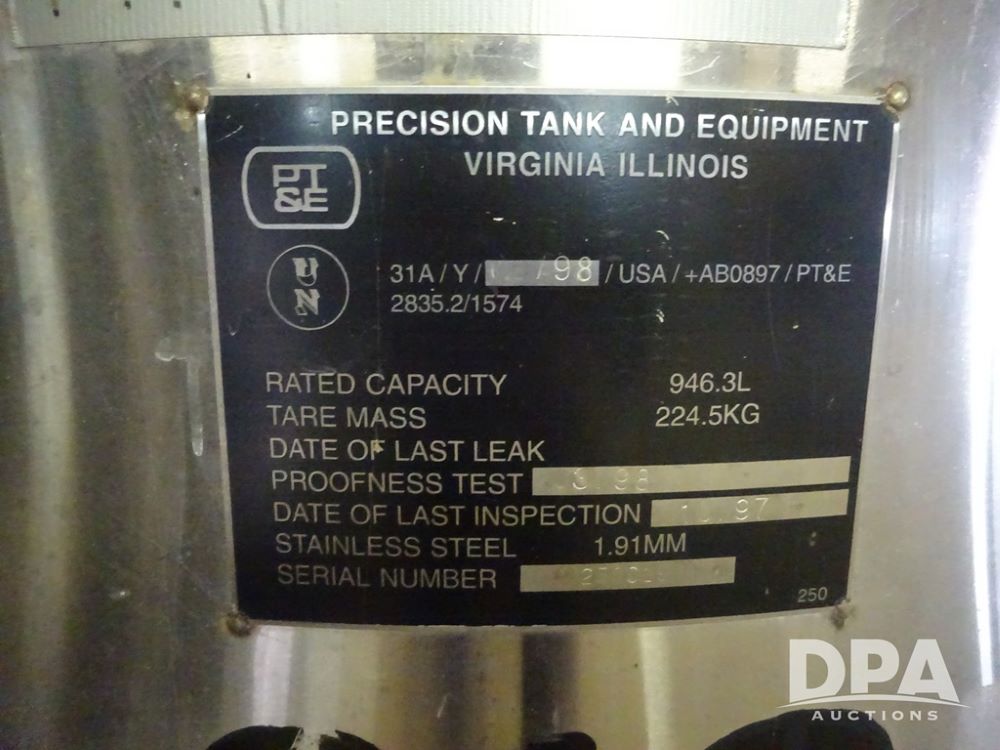 PRECISION TANK AND EQUIPMENT
VIRGINIA ILLINOIS
PT
&E
U
N
31A / Y / /98 / USA / +AB0897 / PT&E
2835.2/1574
RATED CAPACITY 946.3L
TARE MASS 224.5KG
DATE OF LAST LEAK
PROOFNESS TEST 3 98
DATE OF LAST INSPECTION
STAINLESS STEEL 1.91MM
SERIAL NUMBER
250
DPA
AUCTIONS